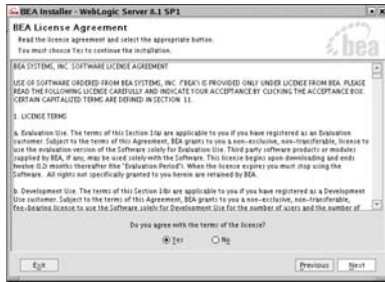 BEA Installer - WebLogic Server 8.1 SP1
BEA License Agreement
Read the license agreement and select the appropriate button.
You must choose Yes to continue the installation.
bea
BEA SYSTEMS, INC. SOFTWARE LICENSE AGREEMENT
USE OF SOFTWARE ORDERED FROM BEA SYSTEMS, INC. ("BEA") IS PROVIDED ONLY UNDER LICENSE FROM BEA. PLEASE
READ THE FOLLOWING LICENSE CAREFULLY AND INDICATE YOUR ACCEPTANCE BY CLICKING THE ACCEPTANCE BOX.
CERTAIN CAPITALIZED TERMS ARE DEFINED IN SECTION 11.
1. LICENSE TERMS
a. Evaluation Use. The terms of this Section 1(a) are applicable to you if you have registered as an Evaluation
customer. Subject to the terms of this Agreement, BEA grants to you a non-exclusive, non-transferable, license to
use the evaluation version of the Software solely for Evaluation Use. Third party software products or modules
supplied by BEA, if any, may be used solely with the Software. This license begins upon downloading and ends
twelve (12) months thereafter (the "Evaluation Period"). When the license expires you must stop using the
Software. All rights not specifically granted to you herein are retained by BEA.
b. Development Use. The terms of this Section 1(b) are applicable to you if you have registered as a Development
Use customer. Subject to the terms of this Agreement, BEA grants to you a non-exclusive, non-transferable,
fee-bearing license to use the Software solely for Development Use for the number of users and the number of
Do you agree with the terms of the license?
Yes No
Exit Previous Next